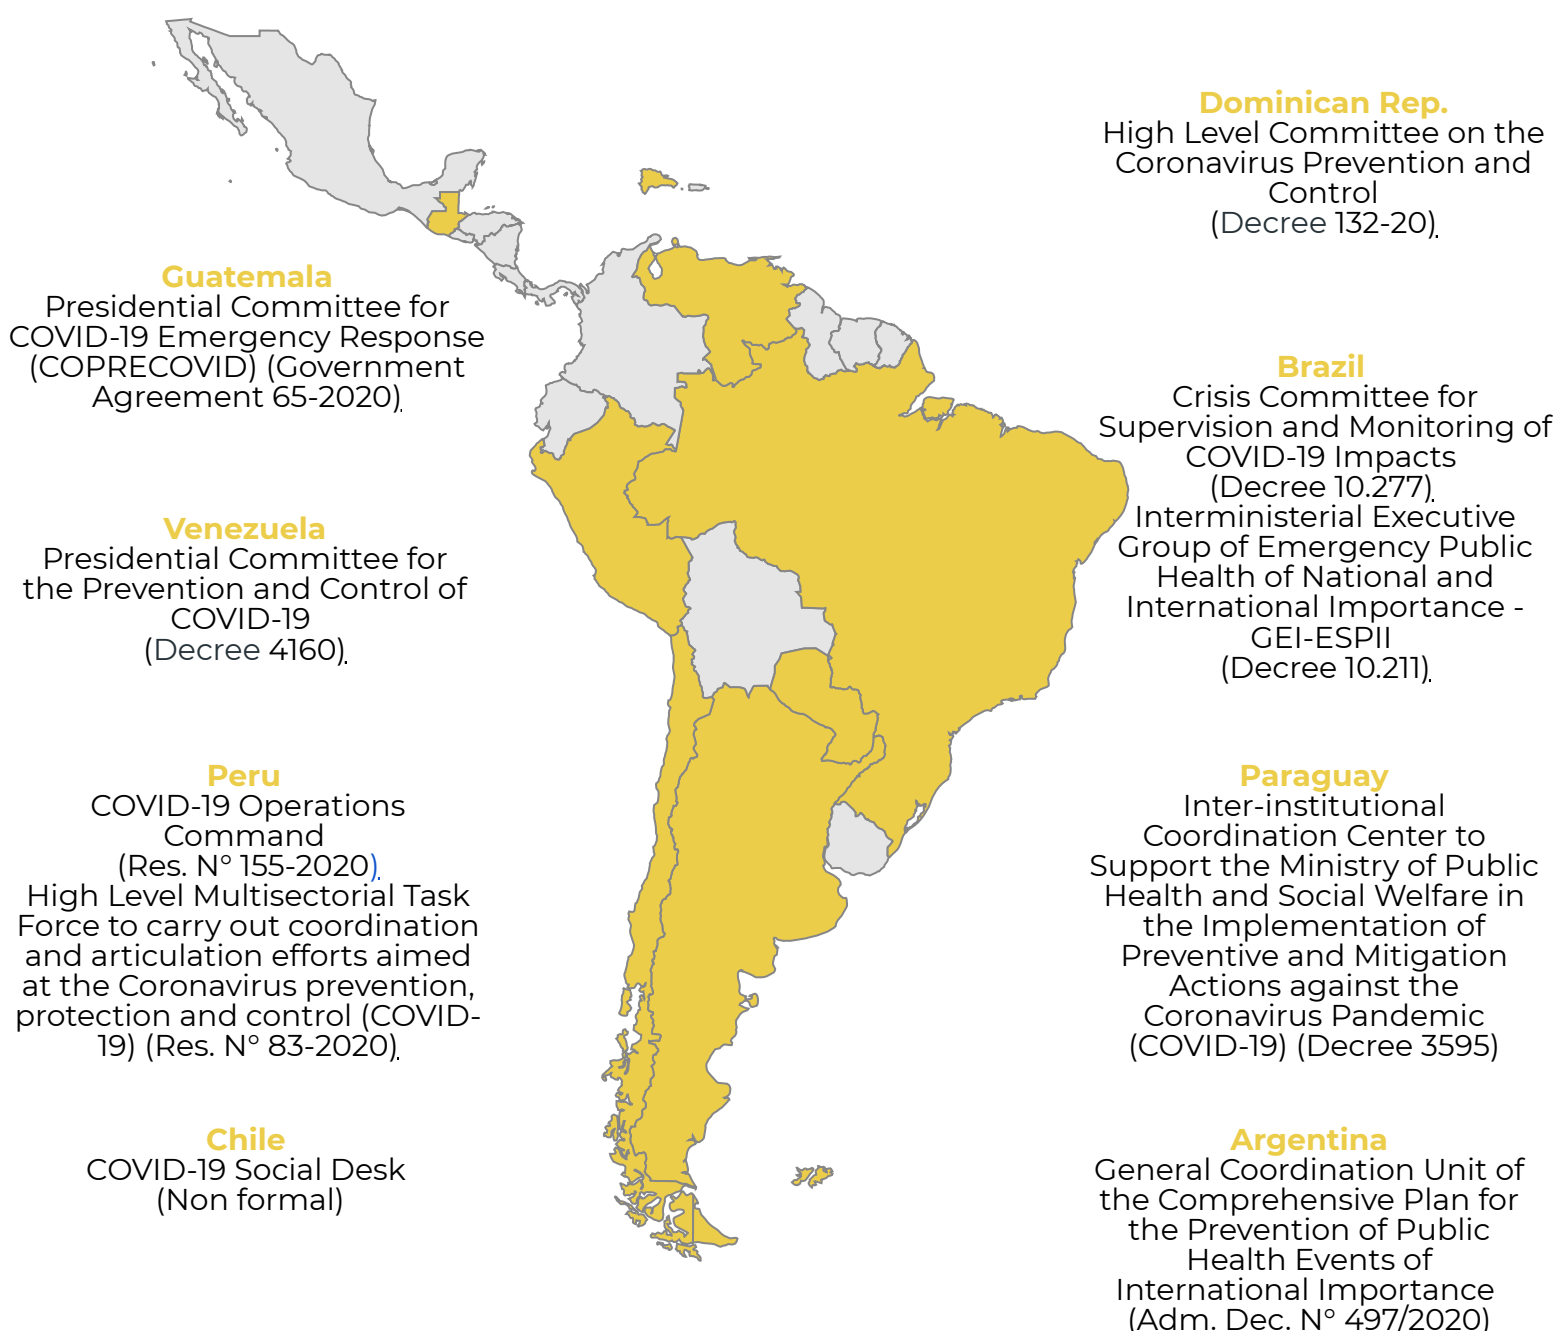 Dominican Rep.
High Level Committee on the
Coronavirus Prevention and
Control
(Decree 132-20).
Guatemala
Presidential Committee for
COVID-19 Emergency Response
(COPRECOVID) (Government
Agreement 65-2020).
Brazil
Crisis Committee for
Supervision and Monitoring of
COVID-19 Impacts
(Decree 10.277).
Interministerial Executive
Group of Emergency Public
Health of National and
International Importance -
GEI-ESPII
(Decree 10.211).
Venezuela
Presidential Committee for
the Prevention and Control of
COVID-19
(Decree 4160).
Peru
COVID-19 Operations
Command
(Res. N° 155-2020).
High Level Multisectorial Task
Force to carry out coordination
and articulation efforts aimed
at the Coronavirus prevention,
protection and control (COVID-
19) (Res. N° 83-2020).
Paraguay
Inter-institutional
Coordination Center to
Support the Ministry of Public
Health and Social Welfare in
the Implementation of
Preventive and Mitigation
Actions against the
Coronavirus Pandemic
(COVID-19) (Decree 3595)
Chile
COVID-19 Social Desk
(Non formal)
Argentina
General Coordination Unit of
the Comprehensive Plan for
the Prevention of Public
Health Events of
International Importance
(Adm. Dec. N° 497/2020)